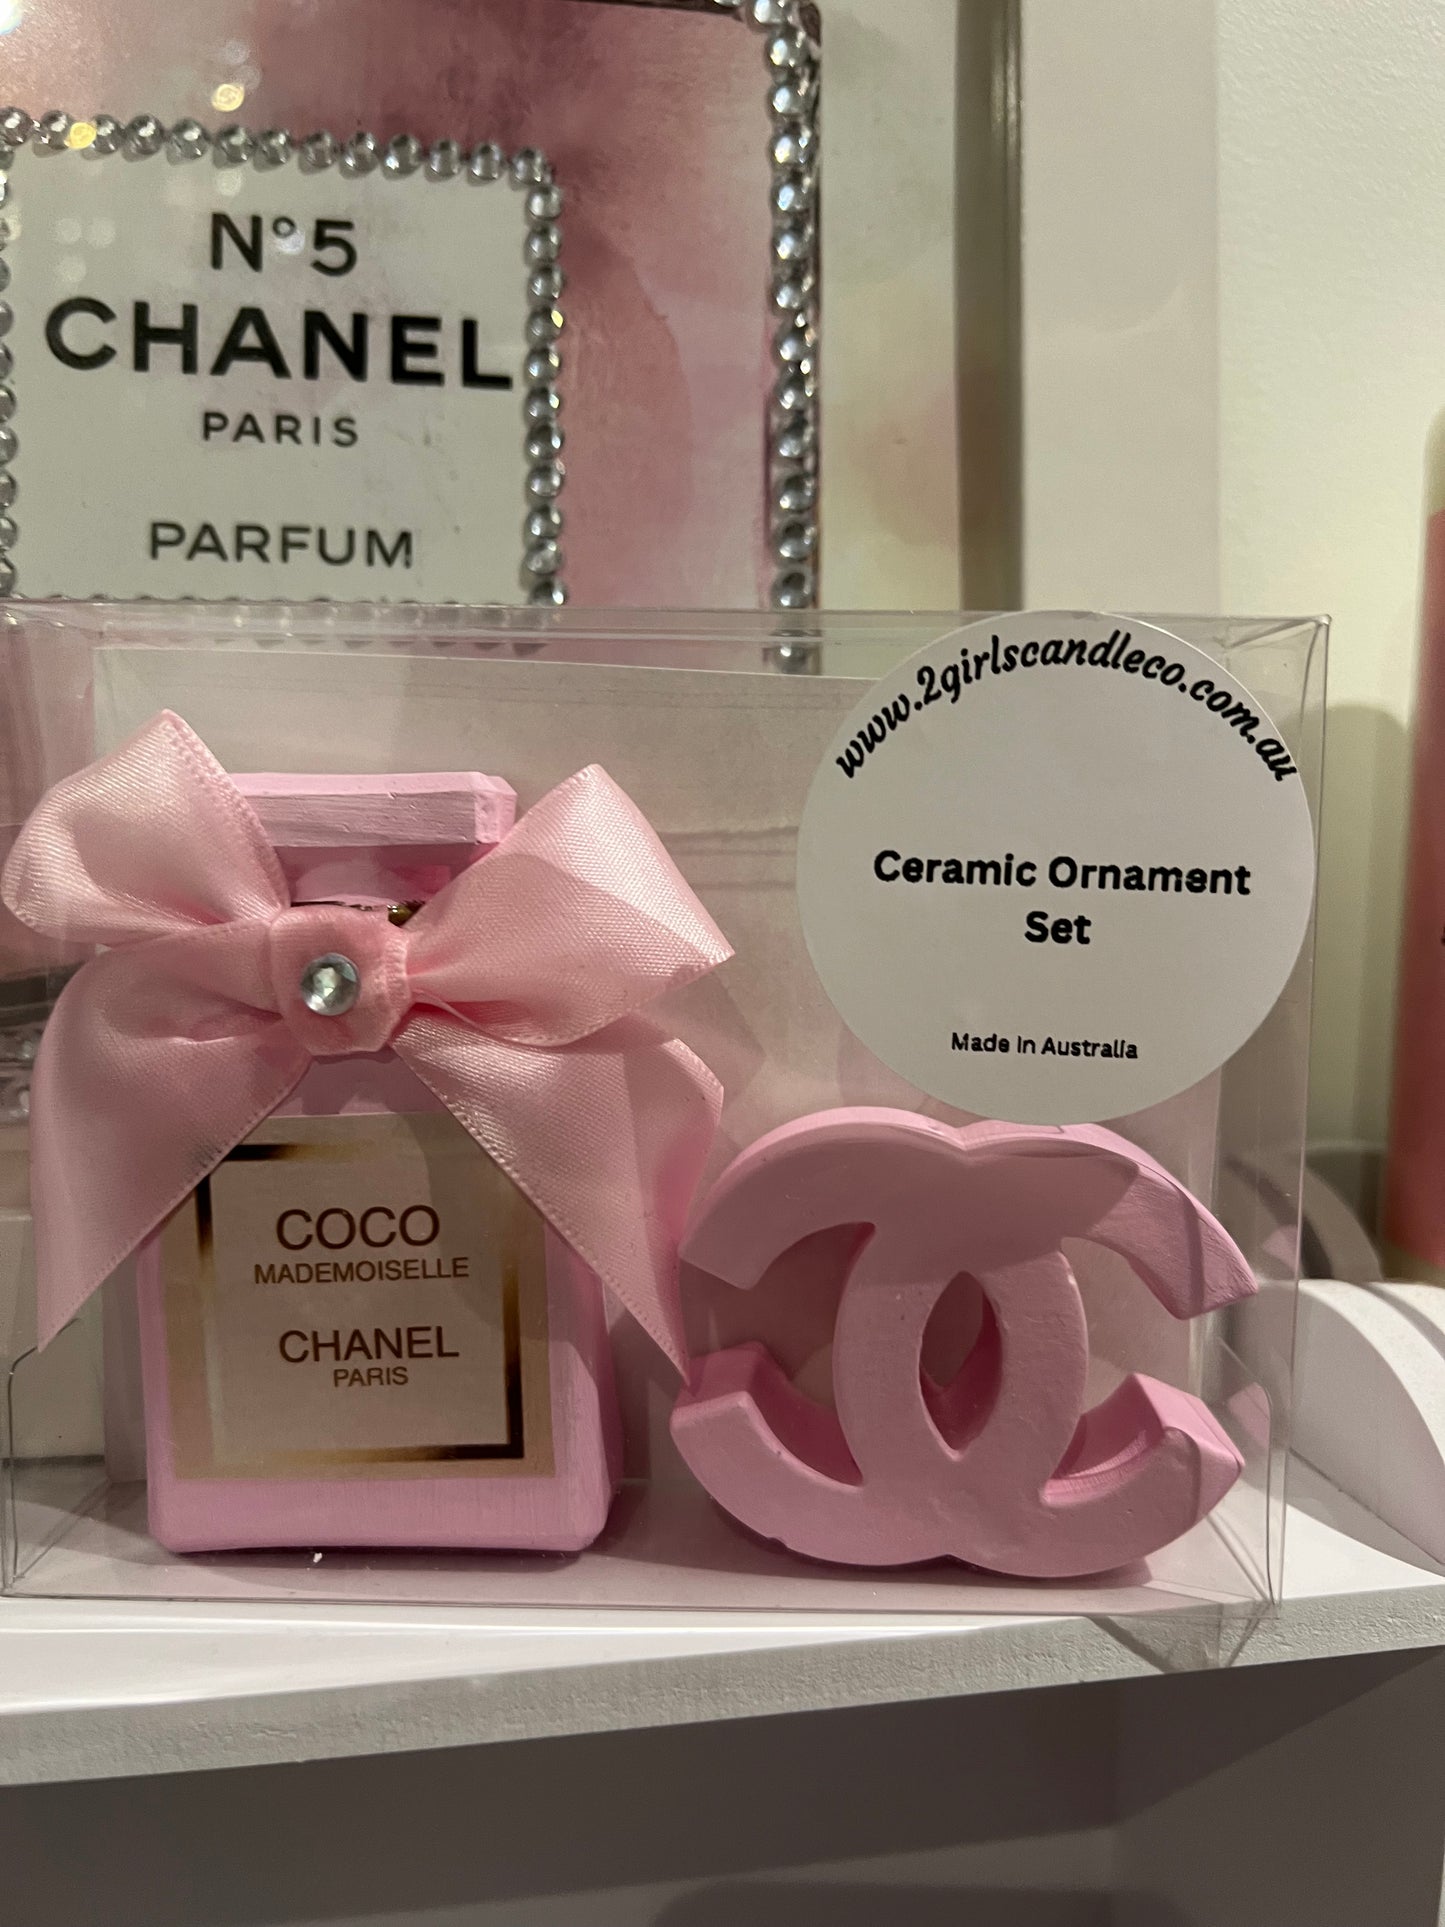 N°5
CHANEL
PARIS
PARFUM
www.2girlscandleco.com.au
Ceramic Ornament
Set
Made in Australia
COCO
MADEMOISELLE
CHANEL
PARIS